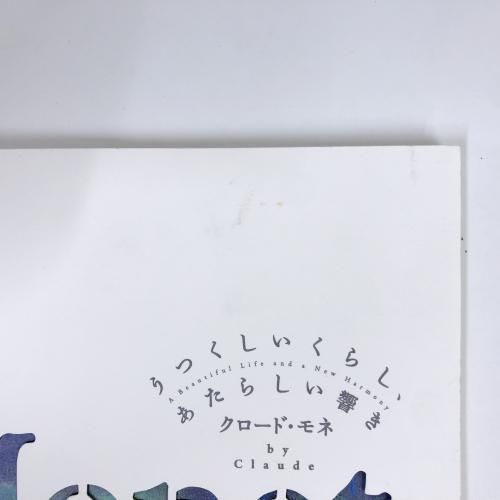 うつくしいくらし、
A Beautiful Life and a New Harmony
あたらしい響き
クロード・モネ
by
Claude
Monet